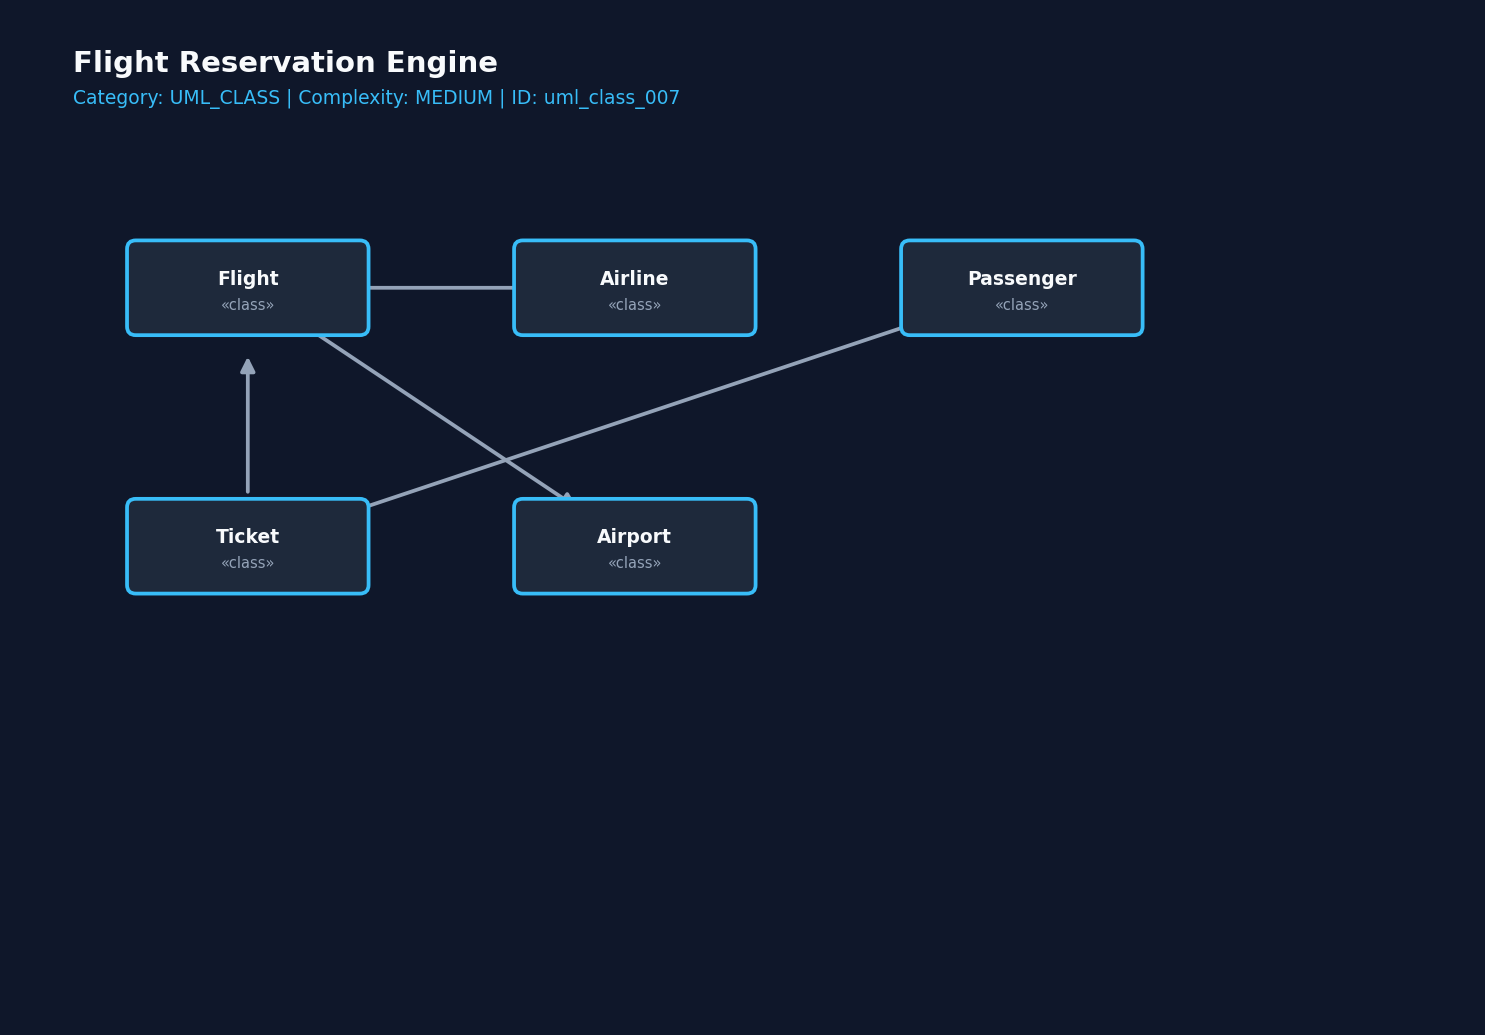 Flight Reservation Engine
Category: UML_CLASS | Complexity: MEDIUM | ID: uml_class_007
Flight
«class»
Airline
«class»
Passenger
«class»
Ticket
«class»
Airport
«class»